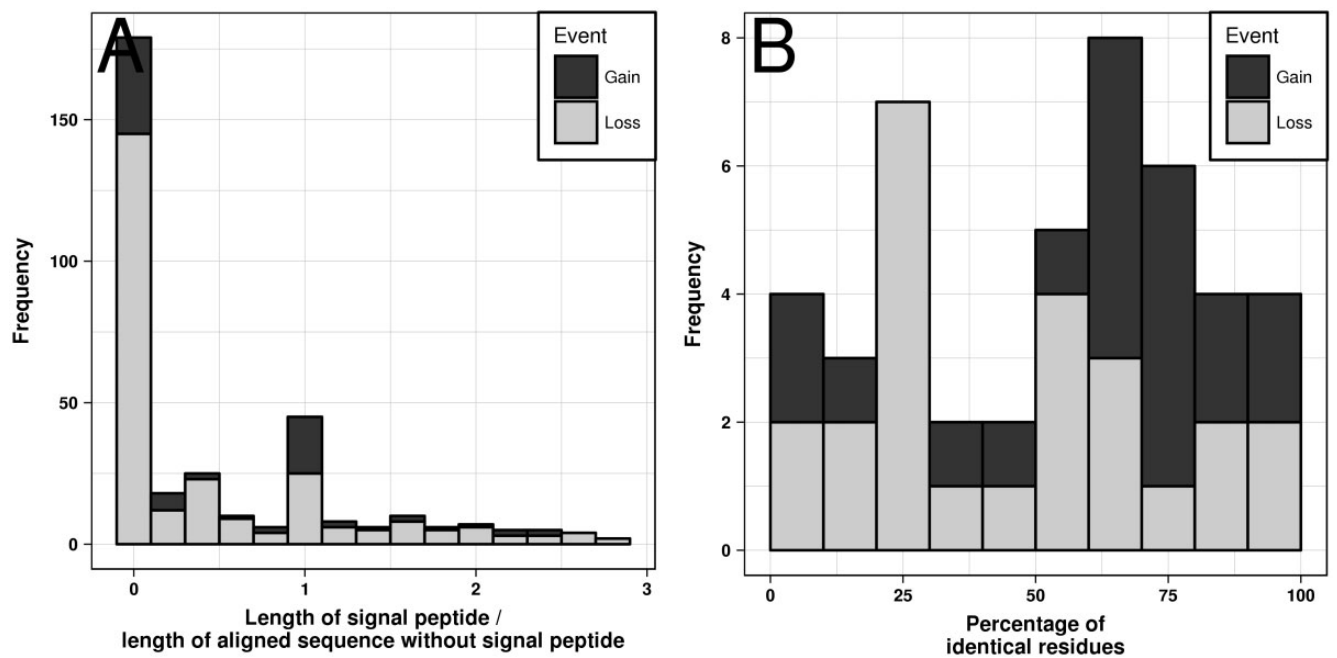 A
Event
Gain
Loss
150
100
50
0
Frequency
0 1 2 3
Length of signal peptide /
length of aligned sequence without signal peptide
B
Event
Gain
Loss
8
6
4
2
0
Frequency
0 25 50 75 100
Percentage of
identical residues